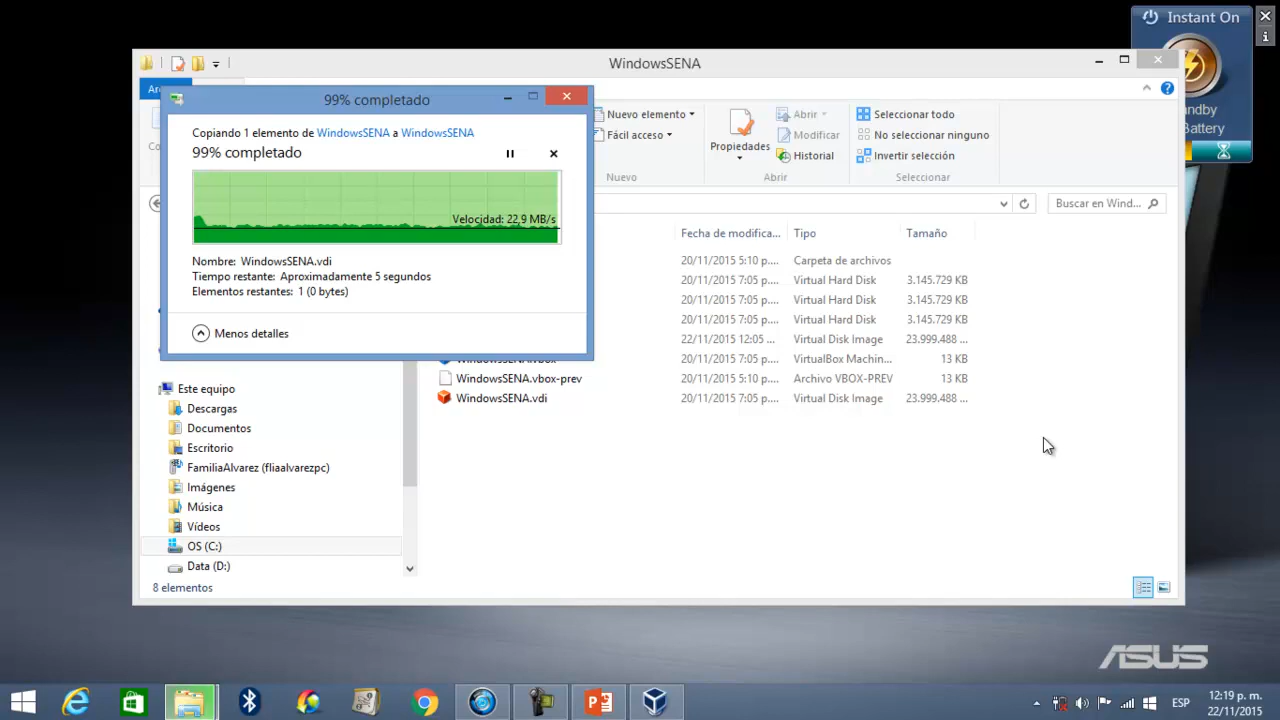 Instant On
WindowsSENA
Ar
99% completado
Copiando 1 elemento de WindowsSENA a WindowsSENA
99% completado
Velocidad: 22,9 MB/s
Nombre: WindowsSENA.vdi
Tiempo restante: Aproximadamente 5 segundos
Elementos restantes: 1 (0 bytes)
Menos detalles
Nuevo elemento
Fácil acceso
Nuevo
Propiedades
Abrir
Modificar
Historial
Abrir
Seleccionar todo
No seleccionar ninguno
Invertir selección
Seleccionar
ndby
Battery
Buscar en Wind...
Fecha de modifica... Tipo Tamaño
20/11/2015 5:10 p.... Carpeta de archivos
20/11/2015 7:05 p.... Virtual Hard Disk 3.145.729 KB
20/11/2015 7:05 p.... Virtual Hard Disk 3.145.729 KB
20/11/2015 7:05 p.... Virtual Hard Disk 3.145.729 KB
22/11/2015 12:05 ... Virtual Disk Image 23.999.488 ...
WindowsSENA.vbox 20/11/2015 7:05 p.... VirtualBox Machin... 13 KB
WindowsSENA.vbox-prev 20/11/2015 5:10 p.... Archivo VBOX-PREV 13 KB
WindowsSENA.vdi 20/11/2015 7:05 p.... Virtual Disk Image 23.999.488 ...
Este equipo
Descargas
Documentos
Escritorio
FamiliaAlvarez (fliaalvarezpc)
Imágenes
Música
Vídeos
OS (C:)
Data (D:)
8 elementos
ASUS
ESP
12:19 p. m.
22/11/2015